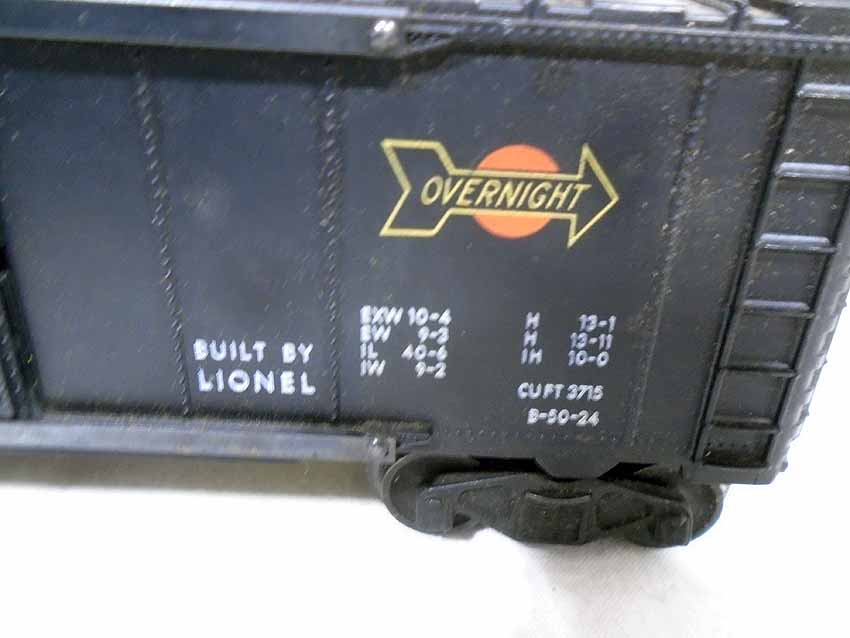 OVERNIGHT
BUILT BY
LIONEL
EXW 10-4
EW 9-3
IL 40-6
IW 9-2
H 13-1
H 13-11
IH 10-0
CU FT 3715
B-50-24